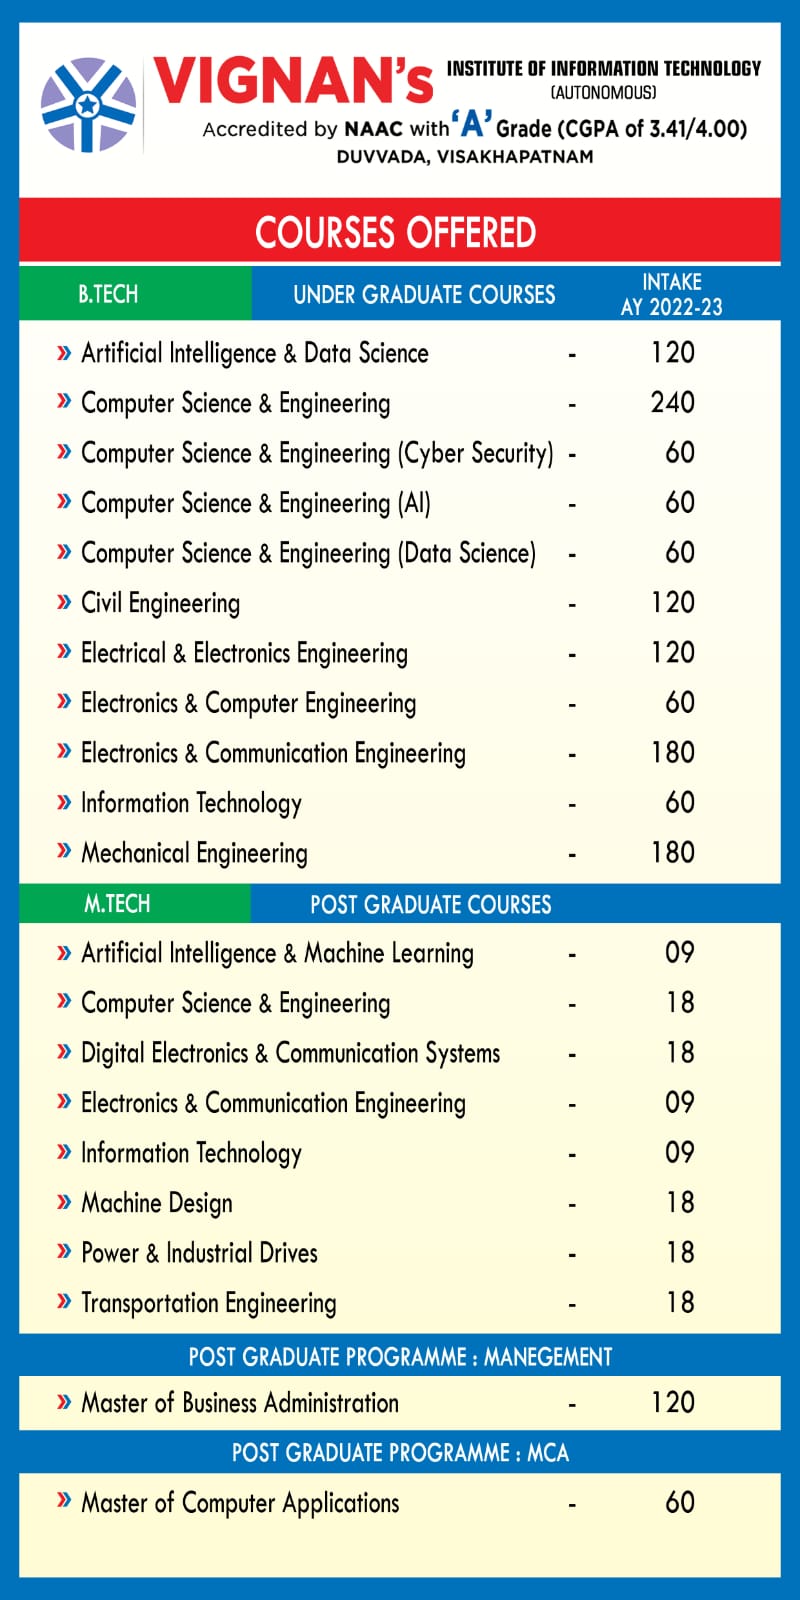 VIGNAN's INSTITUTE OF INFORMATION TECHNOLOGY
(AUTONOMOUS)
Accredited by NAAC with 'A' Grade (CGPA of 3.41/4.00)
DUVVADA, VISAKHAPATNAM
COURSES OFFERED
B.TECH UNDER GRADUATE COURSES INTAKE
AY 2022-23
Artificial Intelligence & Data Science - 120
Computer Science & Engineering - 240
Computer Science & Engineering (Cyber Security) - 60
Computer Science & Engineering (AI) - 60
Computer Science & Engineering (Data Science) - 60
Civil Engineering - 120
Electrical & Electronics Engineering - 120
Electronics & Computer Engineering - 60
Electronics & Communication Engineering - 180
Information Technology - 60
Mechanical Engineering - 180
M.TECH POST GRADUATE COURSES
Artificial Intelligence & Machine Learning - 09
Computer Science & Engineering - 18
Digital Electronics & Communication Systems - 18
Electronics & Communication Engineering - 09
Information Technology - 09
Machine Design - 18
Power & Industrial Drives - 18
Transportation Engineering - 18
POST GRADUATE PROGRAMME : MANEGEMENT
Master of Business Administration - 120
POST GRADUATE PROGRAMME : MCA
Master of Computer Applications - 60